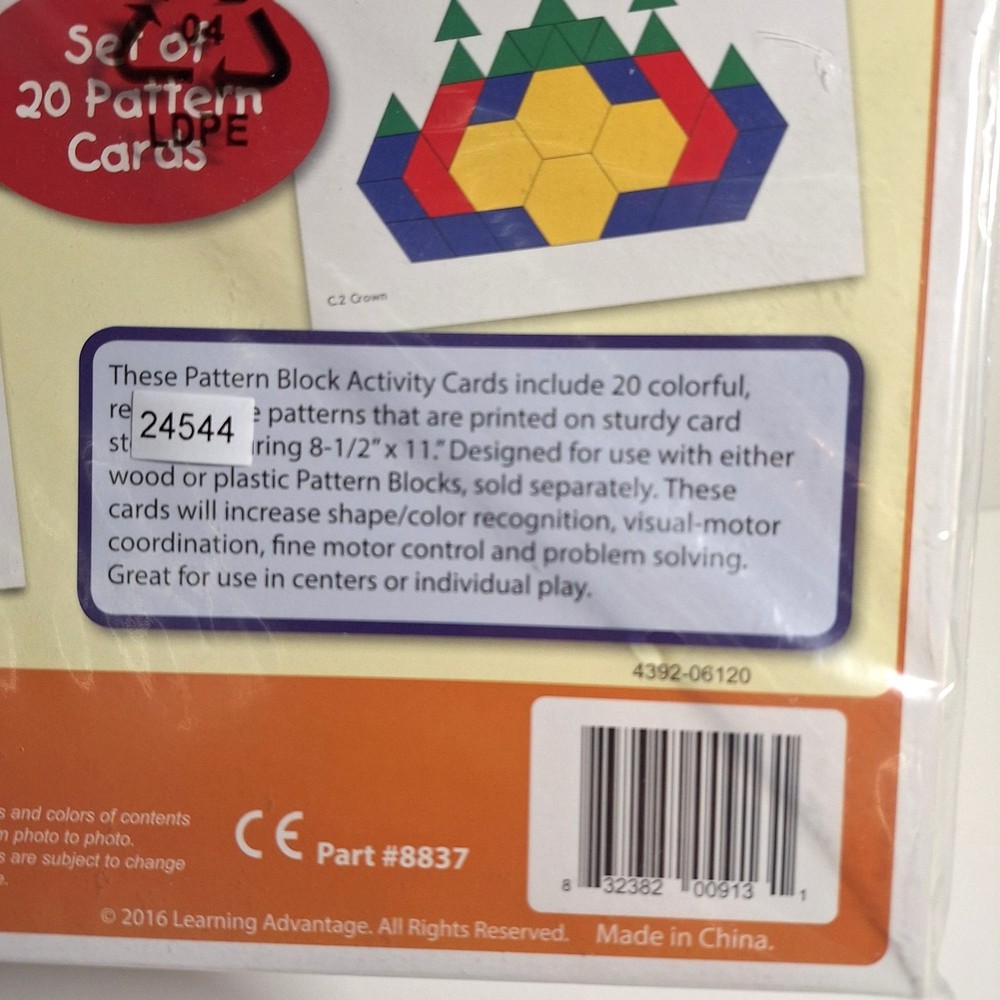 Set of
20 Pattern
Cards
04
LDPE
C.2 Crown
These Pattern Block Activity Cards include 20 colorful,
re e patterns that are printed on sturdy card
24544
st ring 8-1/2" x 11." Designed for use with either
wood or plastic Pattern Blocks, sold separately. These
cards will increase shape/color recognition, visual-motor
coordination, fine motor control and problem solving.
Great for use in centers or individual play.
4392-06120
s and colors of contents
m photo to photo.
s are subject to change
e.
CE Part #8837
8 32382 00913 1
© 2016 Learning Advantage. All Rights Reserved. Made in China.